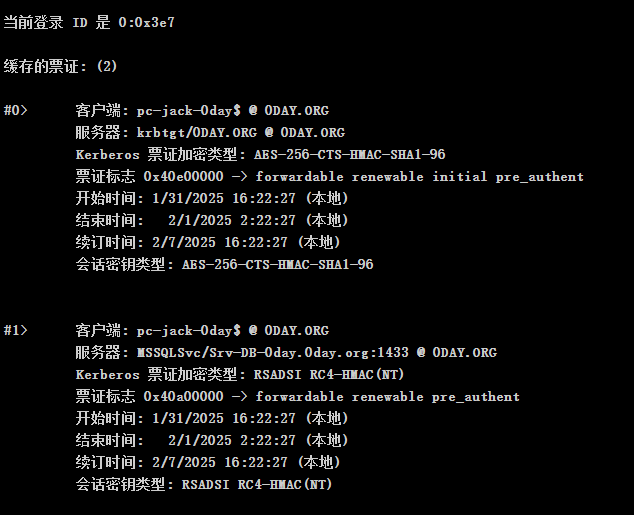 当前登录 ID 是 0:0x3e7
缓存的票证: (2)
#0> 客户端: pc-jack-0day$ @ 0DAY.ORG
服务器: krbtgt/0DAY.ORG @ 0DAY.ORG
Kerberos 票证加密类型: AES-256-CTS-HMAC-SHA1-96
票证标志 0x40e00000 -> forwardable renewable initial pre_authent
开始时间: 1/31/2025 16:22:27 (本地)
结束时间: 2/1/2025 2:22:27 (本地)
续订时间: 2/7/2025 16:22:27 (本地)
会话密钥类型: AES-256-CTS-HMAC-SHA1-96
#1> 客户端: pc-jack-0day$ @ 0DAY.ORG
服务器: MSSQLSvc/Srv-DB-0day.0day.org:1433 @ 0DAY.ORG
Kerberos 票证加密类型: RSADSI RC4-HMAC(NT)
票证标志 0x40a00000 -> forwardable renewable pre_authent
开始时间: 1/31/2025 16:22:27 (本地)
结束时间: 2/1/2025 2:22:27 (本地)
续订时间: 2/7/2025 16:22:27 (本地)
会话密钥类型: RSADSI RC4-HMAC(NT)